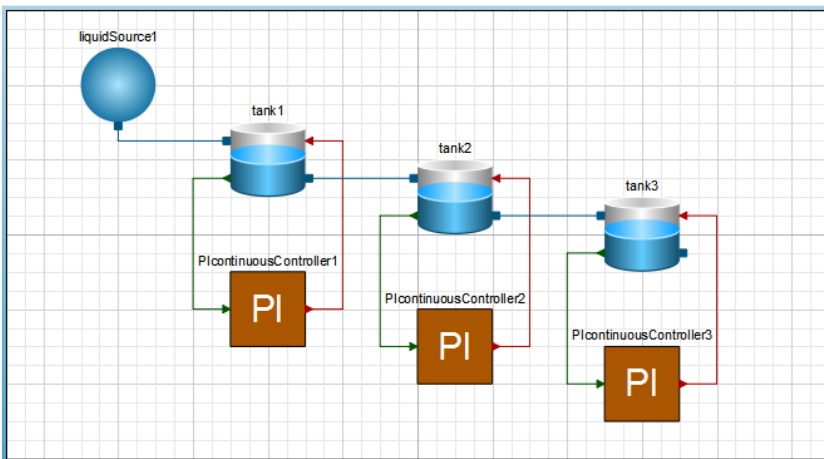 liquidSource1
tank1
tank2
tank3
PIcontinuousController1
PI
PIcontinuousController2
PI
PIcontinuousController3
PI